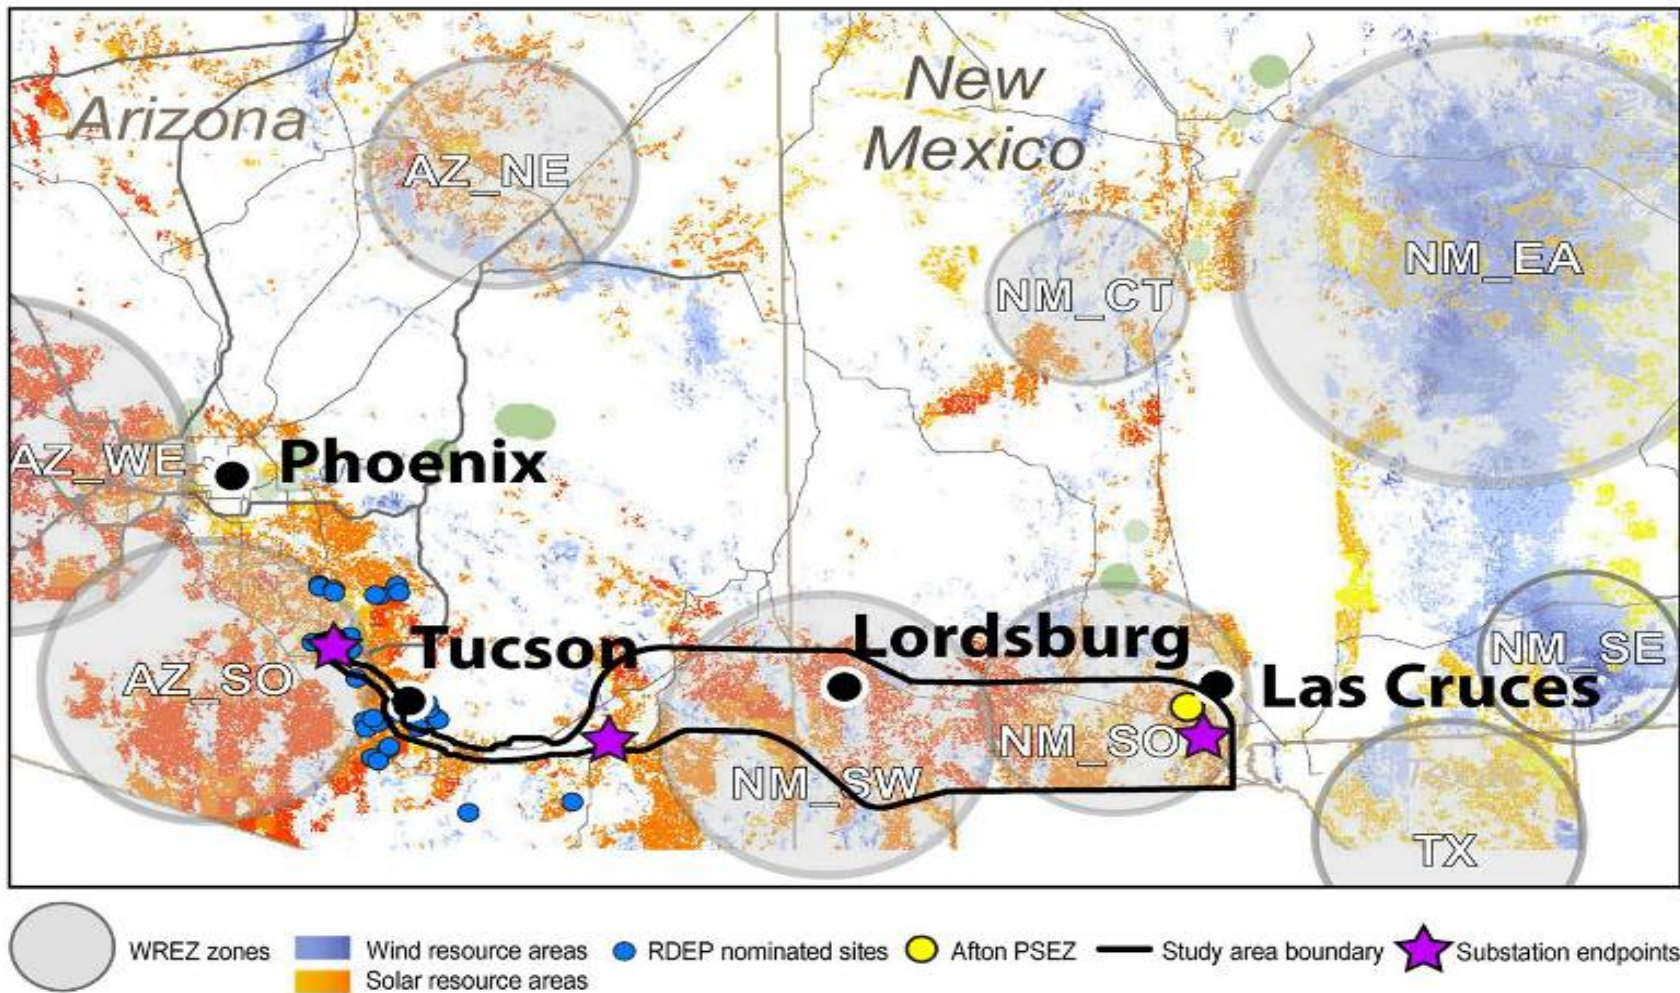 Arizona
New
Mexico
AZ_NE
NM_EA
NM_CT
AZ_WE
Phoenix
Tucson
Lordsburg
Las Cruces
NM_SE
AZ_SO
NM_SO
NM_SW
TX
WREZ zones
Wind resource areas
Solar resource areas
RDEP nominated sites
Afton PSEZ
Study area boundary
Substation endpoints